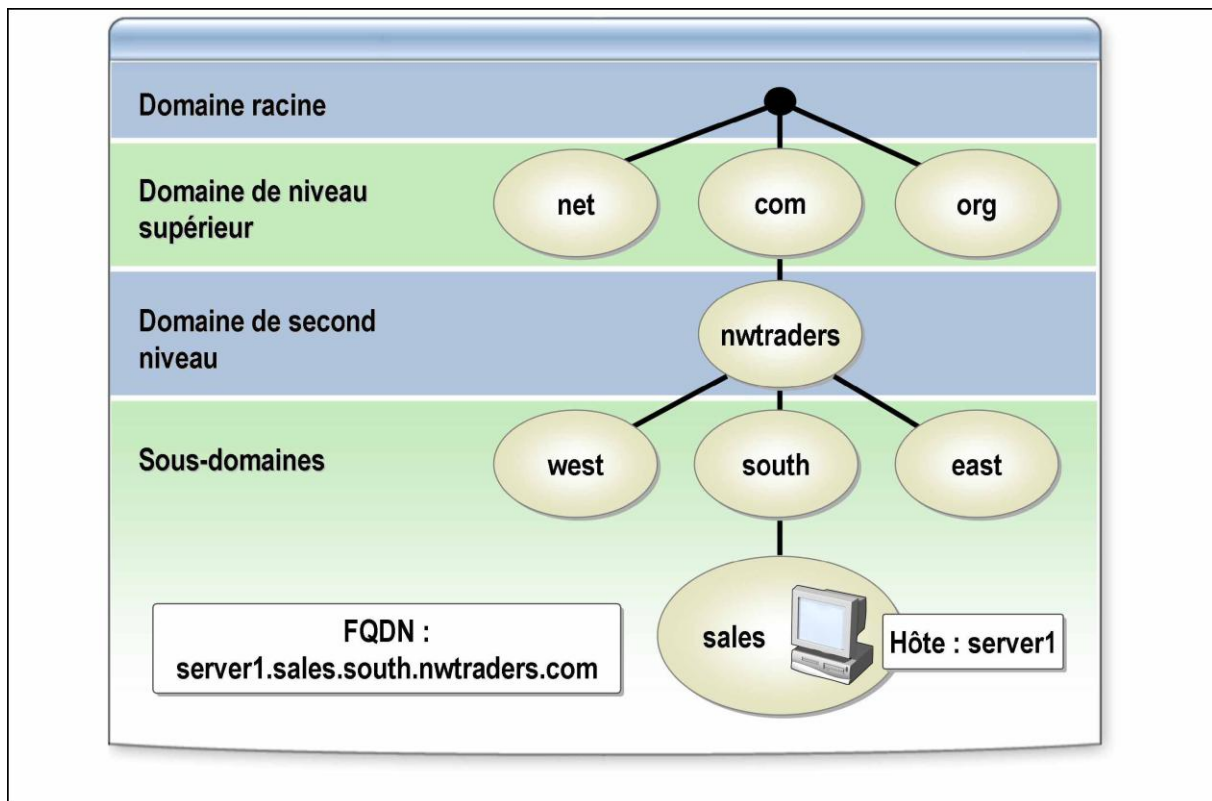 Domaine racine
Domaine de niveau
supérieur
net
com
org
Domaine de second
niveau
nwtraders
Sous-domaines
west
south
east
FQDN :
server1.sales.south.nwtraders.com
sales
Hôte : server1